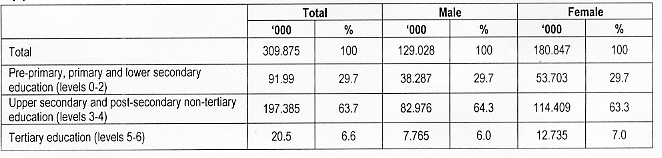 Total Male Female
'000 % '000 % '000 %
Total 309.875 100 129.028 100 180.847 100
Pre-primary, primary and lower secondary
education (levels 0-2) 91.99 29.7 38.287 29.7 53.703 29.7
Upper secondary and post-secondary non-tertiary
education (levels 3-4) 197.385 63.7 82.976 64.3 114.409 63.3
Tertiary education (levels 5-6) 20.5 6.6 7.765 6.0 12.735 7.0